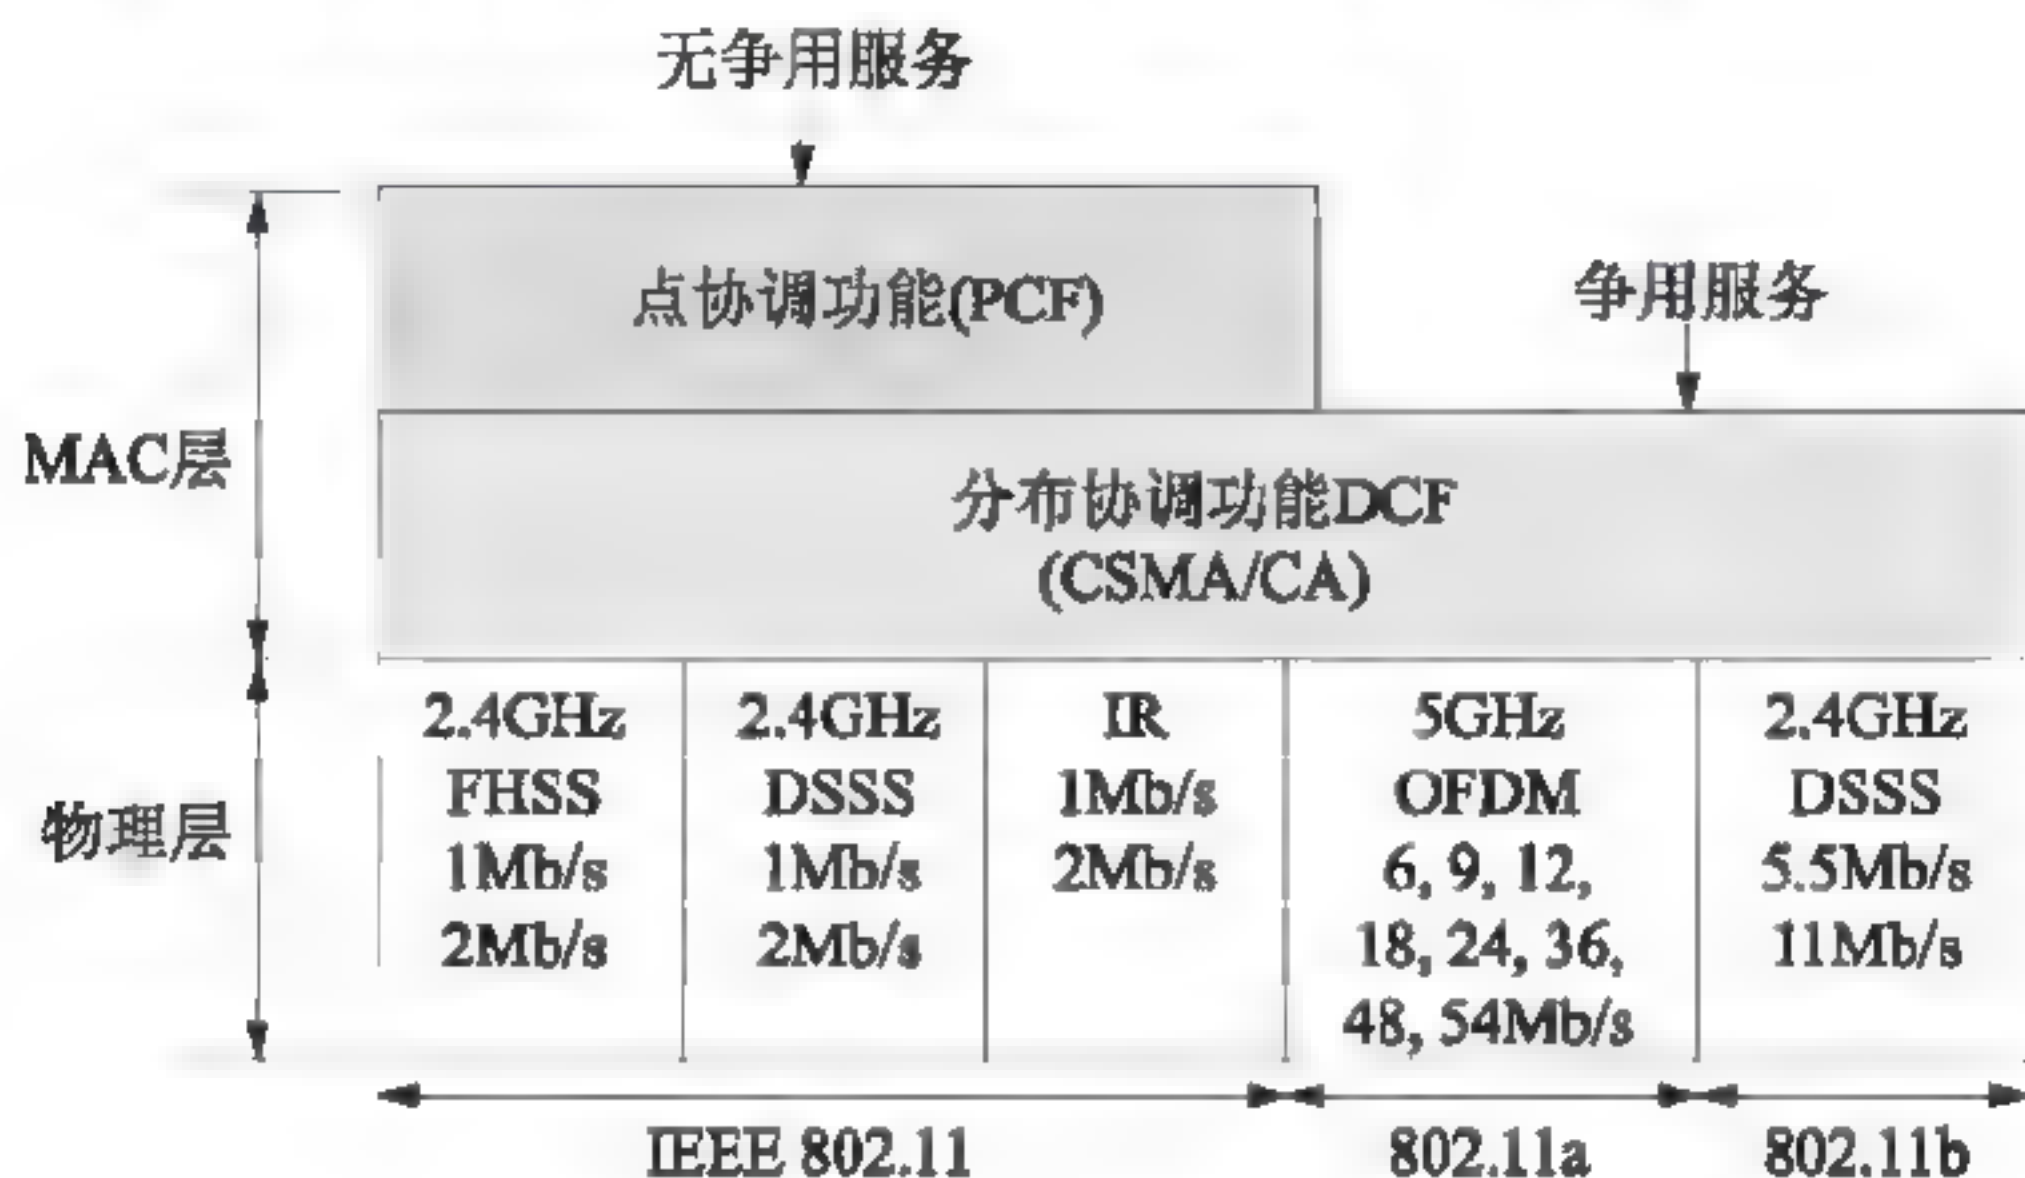 无争用服务
点协调功能(PCF)
争用服务
MAC层
分布协调功能DCF
(CSMA/CA)
物理层
2.4GHz
FHSS
1Mb/s
2Mb/s
2.4GHz
DSSS
1Mb/s
2Mb/s
IR
1Mb/s
2Mb/s
5GHz
OFDM
6, 9, 12,
18, 24, 36,
48, 54Mb/s
2.4GHz
DSSS
5.5Mb/s
11Mb/s
IEEE 802.11
802.11a
802.11b